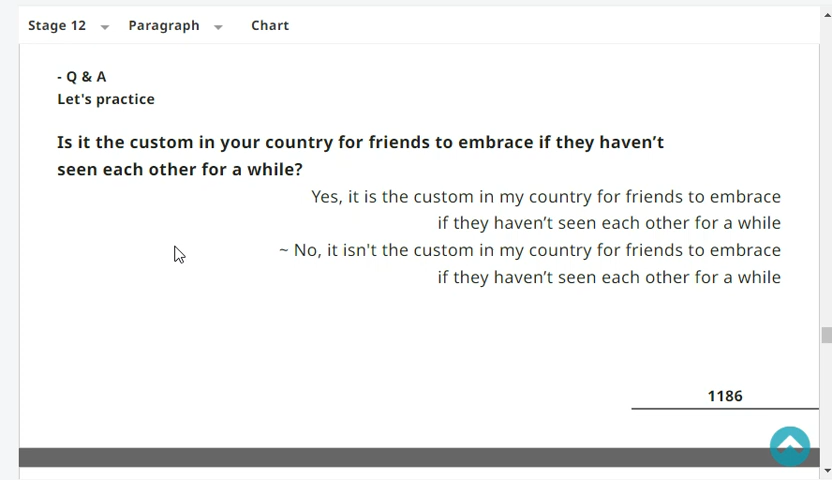 Stage 12 Paragraph Chart
- Q & A
Let's practice
Is it the custom in your country for friends to embrace if they haven’t
seen each other for a while?
Yes, it is the custom in my country for friends to embrace
if they haven’t seen each other for a while
~ No, it isn't the custom in my country for friends to embrace
if they haven’t seen each other for a while
1186